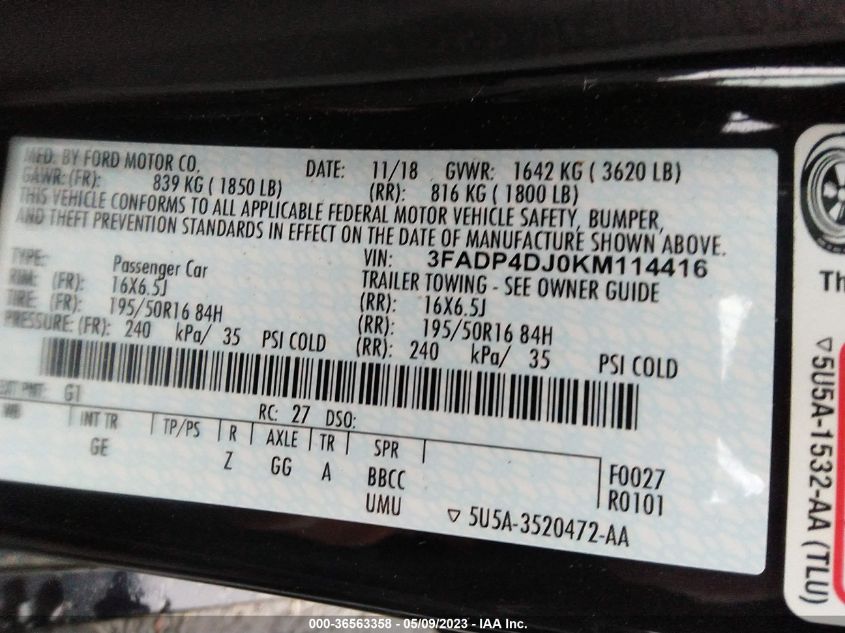 MFD. BY FORD MOTOR CO. DATE: 11/18 GVWR: 1642 KG ( 3620 LB)
GAWR: (FR): 839 KG ( 1850 LB) (RR): 816 KG ( 1800 LB)
THIS VEHICLE CONFORMS TO ALL APPLICABLE FEDERAL MOTOR VEHICLE SAFETY, BUMPER,
AND THEFT PREVENTION STANDARDS IN EFFECT ON THE DATE OF MANUFACTURE SHOWN ABOVE.
VIN: 3FADP4DJ0KM114416
TYPE: Passenger Car TRAILER TOWING - SEE OWNER GUIDE
RIM: (FR): 16X6.5J (RR): 16X6.5J
TIRE: (FR): 195/50R16 84H (RR): 195/50R16 84H
PRESSURE: (FR): 240 kPa/ 35 PSI COLD (RR): 240 kPa/ 35 PSI COLD
EXT PNT: G1 RC: 27 DSO:
WB INT TR TP/PS R AXLE TR SPR
GE Z GG A BBCC F0027
UMU R0101
▽ 5U5A-3520472-AA
Th
▽5U5A-1532-AA (TLU)
000-36563358 - 05/09/2023 - IAA Inc.